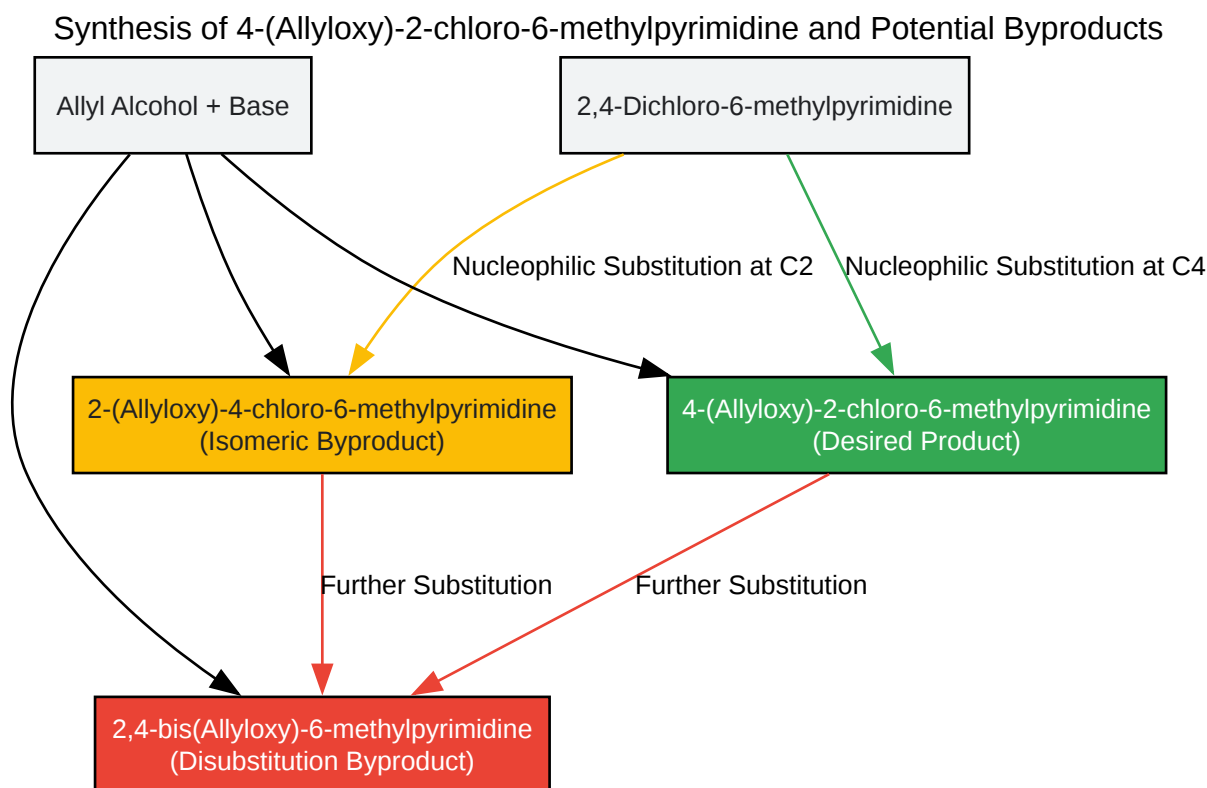 Synthesis of 4-(Allyloxy)-2-chloro-6-methylpyrimidine and Potential Byproducts
Allyl Alcohol + Base
2,4-Dichloro-6-methylpyrimidine
Nucleophilic Substitution at C2
Nucleophilic Substitution at C4
2-(Allyloxy)-4-chloro-6-methylpyrimidine
(Isomeric Byproduct)
4-(Allyloxy)-2-chloro-6-methylpyrimidine
(Desired Product)
Further Substitution
Further Substitution
2,4-bis(Allyloxy)-6-methylpyrimidine
(Disubstitution Byproduct)